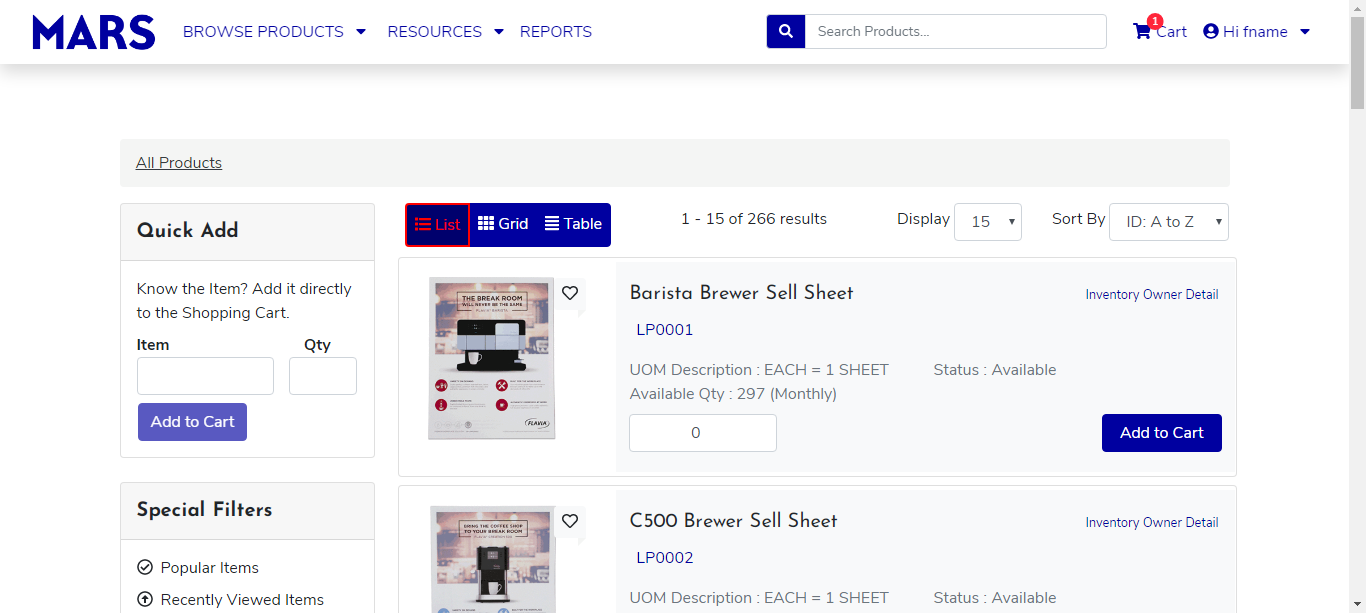 MARS BROWSE PRODUCTS RESOURCES REPORTS Search Products... 1 Cart Hi fname
All Products
Quick Add
Know the Item? Add it directly
to the Shopping Cart.
Item Qty
Add to Cart
Special Filters
Popular Items
Recently Viewed Items
List Grid Table 1 - 15 of 266 results Display 15 Sort By ID: A to Z
THE BREAK ROOM
WILL NEVER BE THE SAME
FLAVIA
Barista Brewer Sell Sheet Inventory Owner Detail
LP0001
UOM Description : EACH = 1 SHEET Status : Available
Available Qty : 297 (Monthly)
0 Add to Cart
BRING THE COFFEE SHOP
TO YOUR BREAK ROOM
C500 Brewer Sell Sheet Inventory Owner Detail
LP0002
UOM Description : EACH = 1 SHEET Status : Available